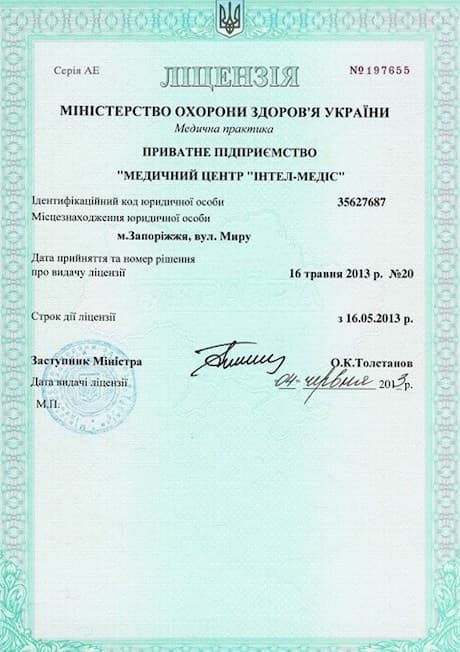 Серія АЕ
№197655
ЛІЦЕНЗІЯ
МІНІСТЕРСТВО ОХОРОНИ ЗДОРОВ'Я УКРАЇНИ
Медична практика
ПРИВАТНЕ ПІДПРИЄМСТВО
"МЕДИЧНИЙ ЦЕНТР "ІНТЕЛ-МЕДІС"
Ідентифікаційний код юридичної особи 35627687
Місцезнаходження юридичної особи
м.Запоріжжя, вул. Миру
Дата прийняття та номер рішення
про видачу ліцензії 16 травня 2013 р. №20
Строк дії ліцензії з 16.05.2013 р.
Заступник Міністра О.К.Толстанов
Дата видачі ліцензії 04 червня 2013р.
М.П.